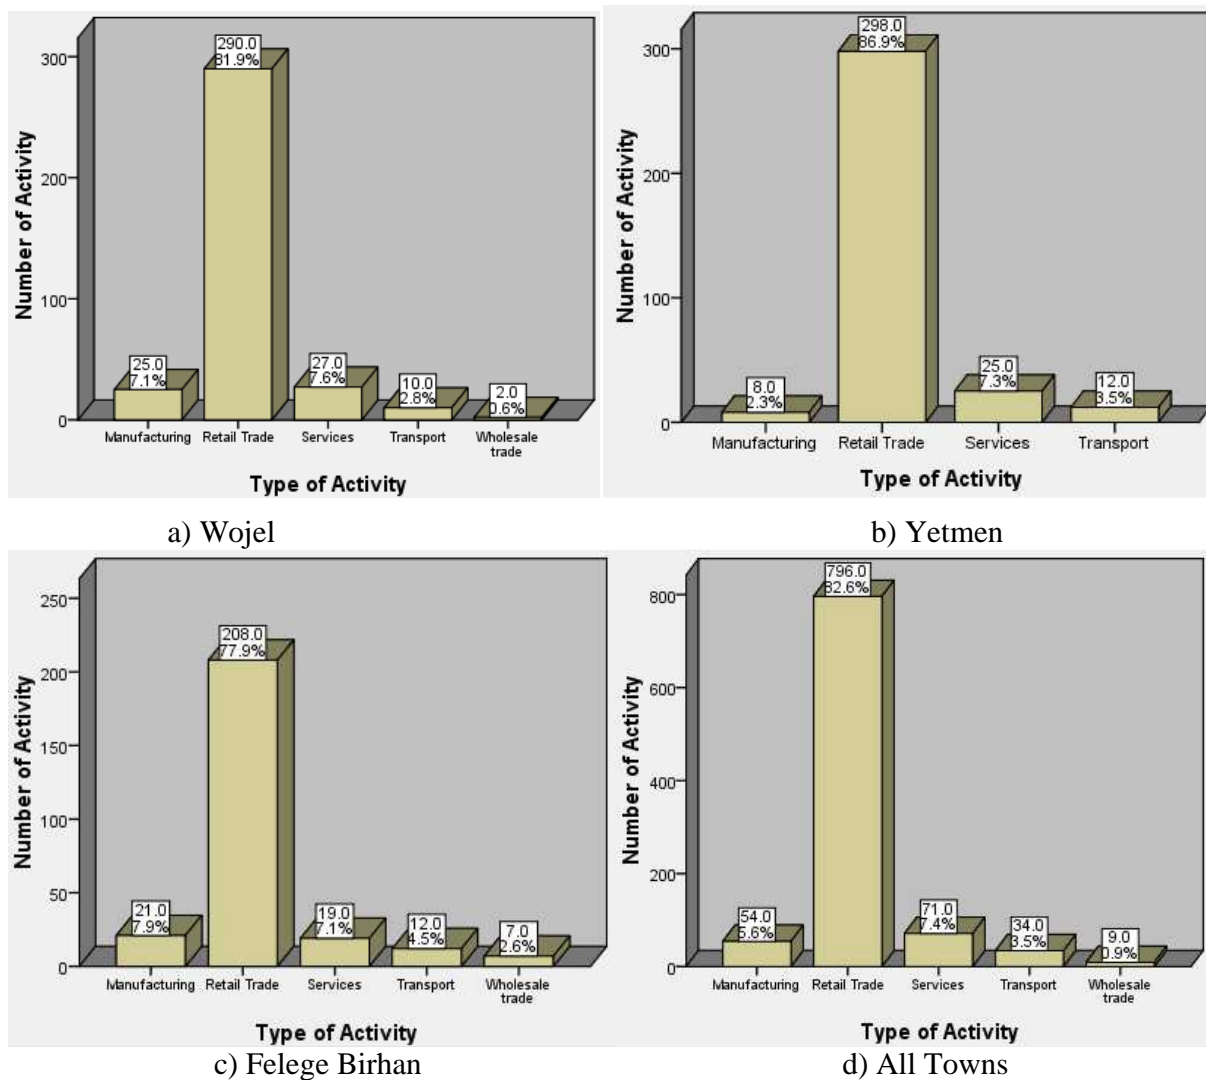 Number of Activity
300
200
100
0
290.0
81.9%
25.0
7.1%
27.0
7.6%
10.0
2.8%
2.0
0.6%
Manufacturing
Retail Trade
Services
Transport
Wholesale
trade
Type of Activity
a) Wojel
Number of Activity
300
200
100
0
298.0
86.9%
8.0
2.3%
25.0
7.3%
12.0
3.5%
Manufacturing
Retail Trade
Services
Transport
Type of Activity
b) Yetmen
Number of Activity
250
200
150
100
50
0
208.0
77.9%
21.0
7.9%
19.0
7.1%
12.0
4.5%
7.0
2.6%
Manufacturing
Retail Trade
Services
Transport
Wholesale
trade
Type of Activity
c) Felege Birhan
Number of Activity
800
600
400
200
0
796.0
82.6%
54.0
5.6%
71.0
7.4%
34.0
3.5%
9.0
0.9%
Manufacturing
Retail Trade
Services
Transport
Wholesale
trade
Type of Activity
d) All Towns